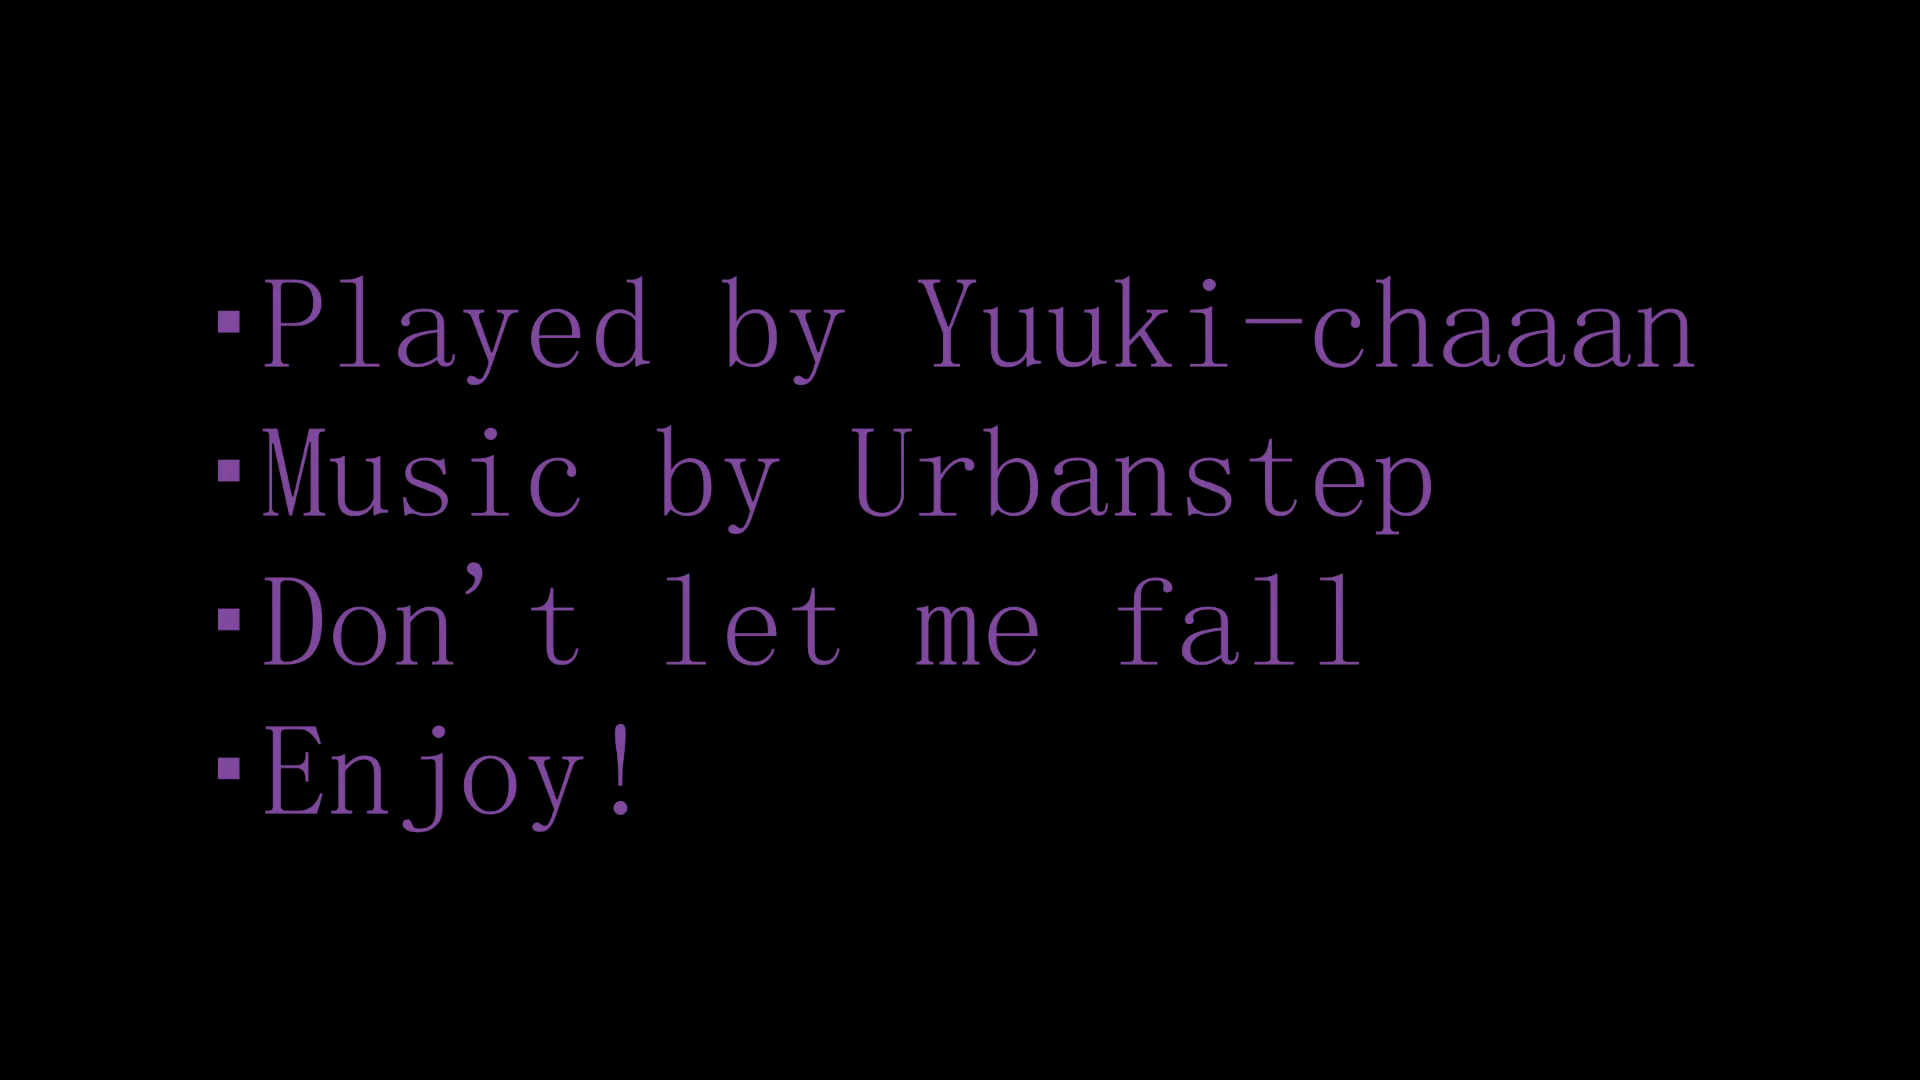 ▪Played by Yuuki-chaaan
▪Music by Urbanstep
▪Don’t let me fall
▪Enjoy!